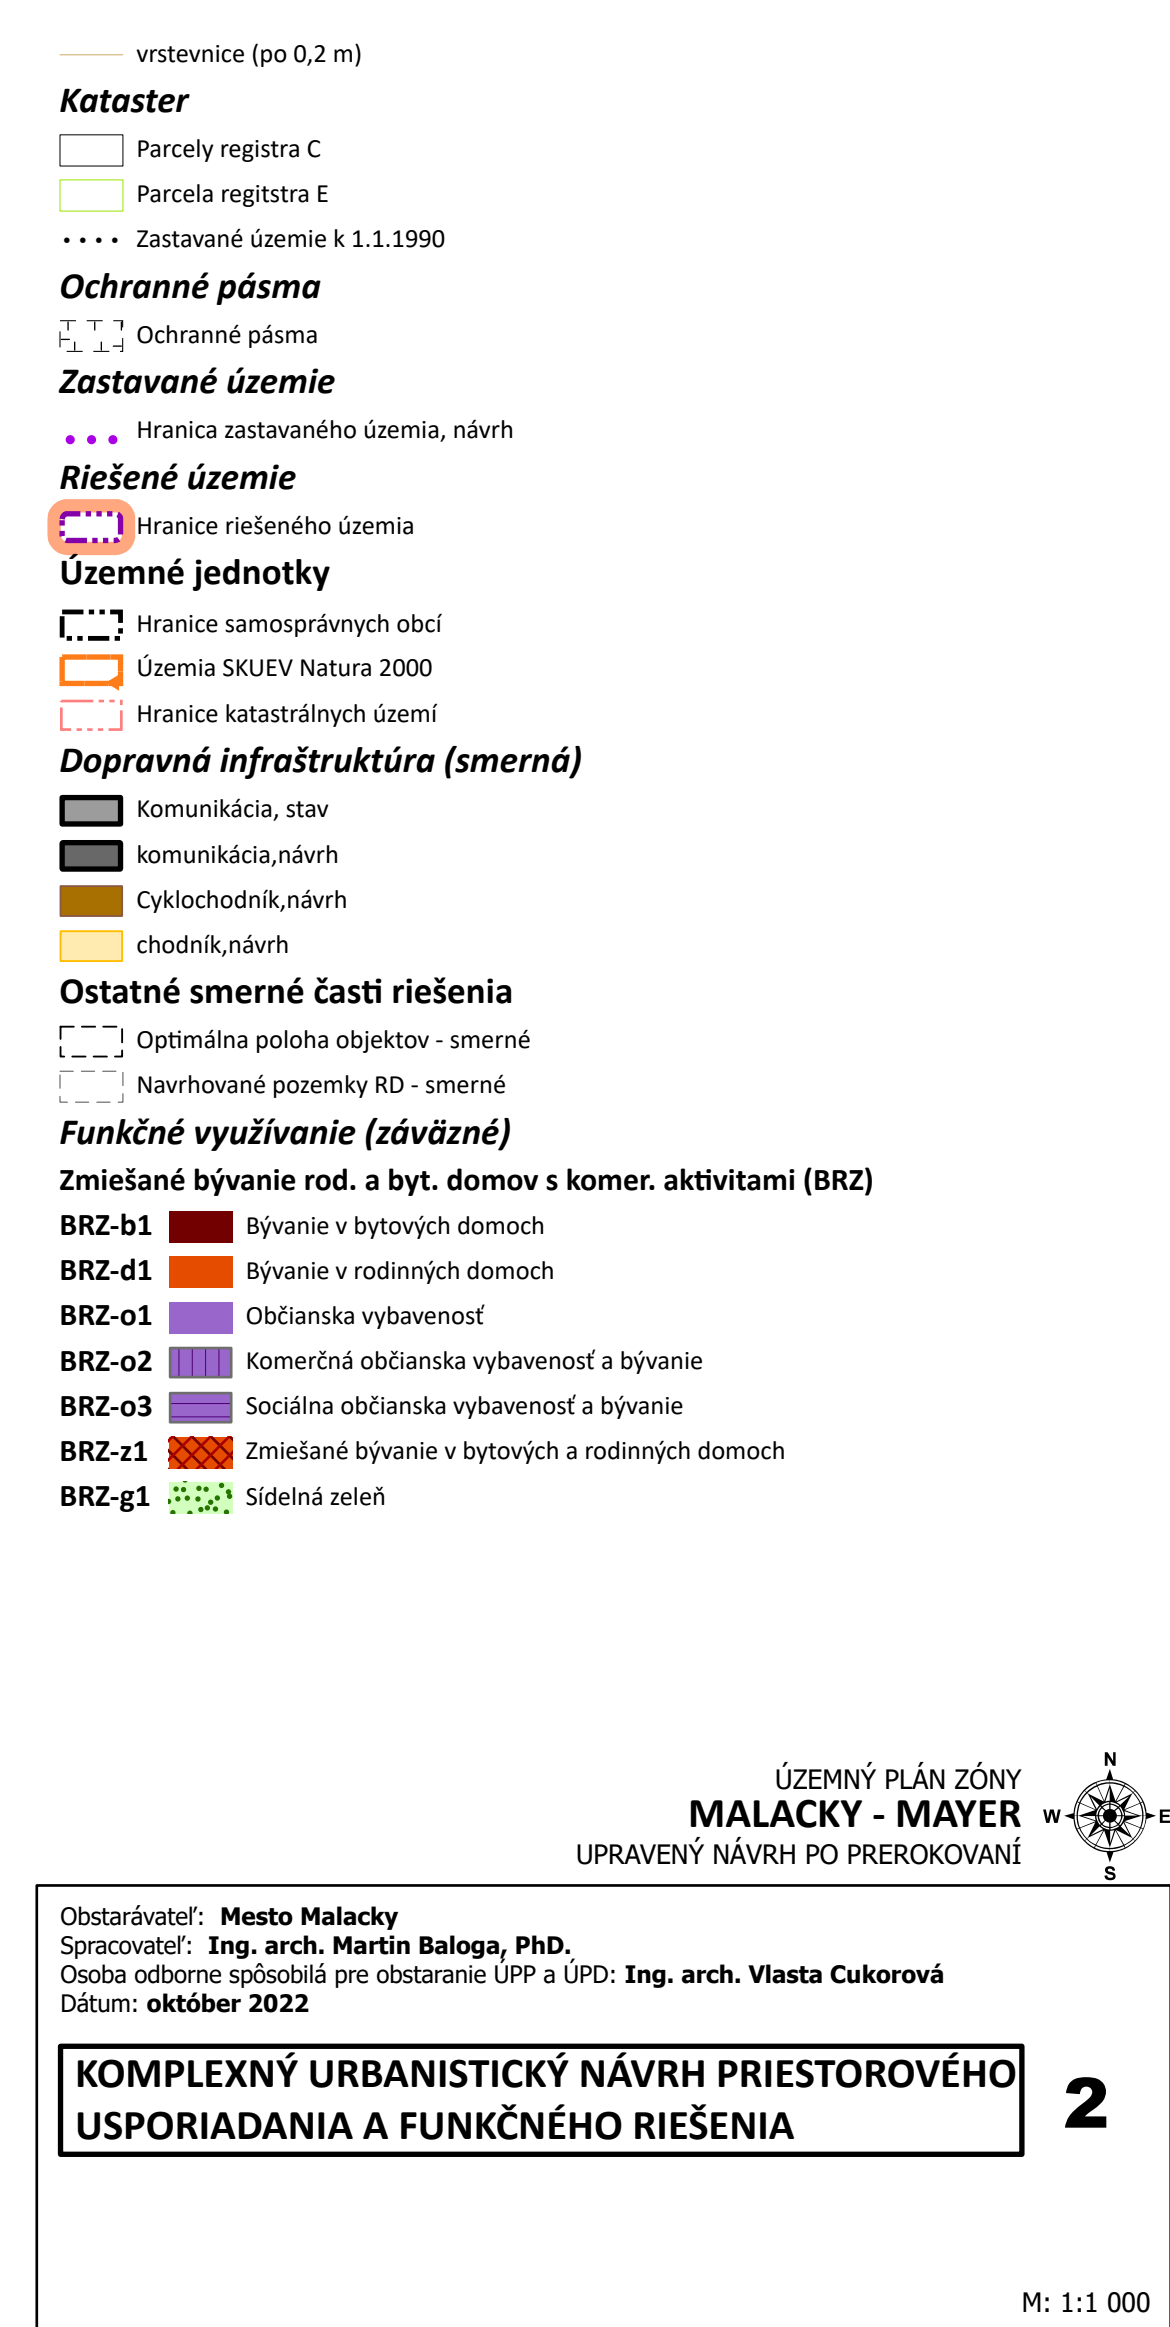 vrstevnice (po 0,2 m)
Kataster
Parcely registra C
Parcela regitstra E
Zastavané územie k 1.1.1990
Ochranné pásma
Ochranné pásma
Zastavané územie
Hranica zastavaného územia, návrh
Riešené územie
Hranice riešeného územia
Územné jednotky
Hranice samosprávnych obcí
Územia SKUEV Natura 2000
Hranice katastrálnych území
Dopravná infraštruktúra (smerná)
Komunikácia, stav
komunikácia,návrh
Cyklochodník,návrh
chodník,návrh
Ostatné smerné časti riešenia
Optimálna poloha objektov - smerné
Navrhované pozemky RD - smerné
Funkčné využívanie (záväzné)
Zmiešané bývanie rod. a byt. domov s komer. aktivitami (BRZ)
BRZ-b1 Bývanie v bytových domoch
BRZ-d1 Bývanie v rodinných domoch
BRZ-o1 Občianska vybavenosť
BRZ-o2 Komerčná občianska vybavenosť a bývanie
BRZ-o3 Sociálna občianska vybavenosť a bývanie
BRZ-z1 Zmiešané bývanie v bytových a rodinných domoch
BRZ-g1 Sídelná zeleň
ÚZEMNÝ PLÁN ZÓNY
MALACKY - MAYER
UPRAVENÝ NÁVRH PO PREROKOVANÍ
N
W E
S
Obstarávateľ: Mesto Malacky
Spracovateľ: Ing. arch. Martin Baloga, PhD.
Osoba odborne spôsobilá pre obstaranie ÚPP a ÚPD: Ing. arch. Vlasta Cukorová
Dátum: október 2022
KOMPLEXNÝ URBANISTICKÝ NÁVRH PRIESTOROVÉHO
USPORIADANIA A FUNKČNÉHO RIEŠENIA
2
M: 1:1 000